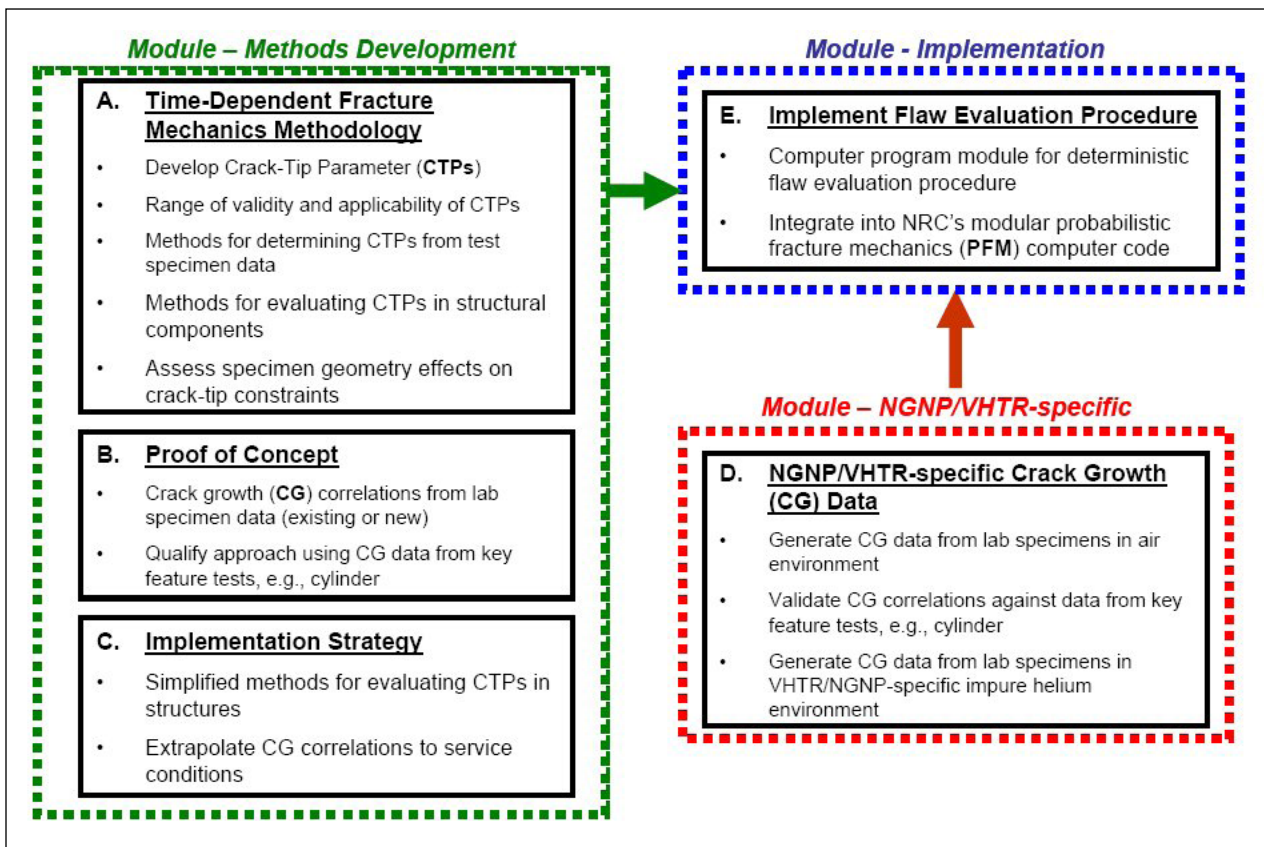 Module – Methods Development
A. Time-Dependent Fracture
Mechanics Methodology
• Develop Crack-Tip Parameter (CTPs)
• Range of validity and applicability of CTPs
• Methods for determining CTPs from test
specimen data
• Methods for evaluating CTPs in structural
components
• Assess specimen geometry effects on
crack-tip constraints
B. Proof of Concept
• Crack growth (CG) correlations from lab
specimen data (existing or new)
• Qualify approach using CG data from key
feature tests, e.g., cylinder
C. Implementation Strategy
• Simplified methods for evaluating CTPs in
structures
• Extrapolate CG correlations to service
conditions
Module - Implementation
E. Implement Flaw Evaluation Procedure
• Computer program module for deterministic
flaw evaluation procedure
• Integrate into NRC's modular probabilistic
fracture mechanics (PFM) computer code
Module – NGNP/VHTR-specific
D. NGNP/VHTR-specific Crack Growth
(CG) Data
• Generate CG data from lab specimens in air
environment
• Validate CG correlations against data from key
feature tests, e.g., cylinder
• Generate CG data from lab specimens in
VHTR/NGNP-specific impure helium
environment